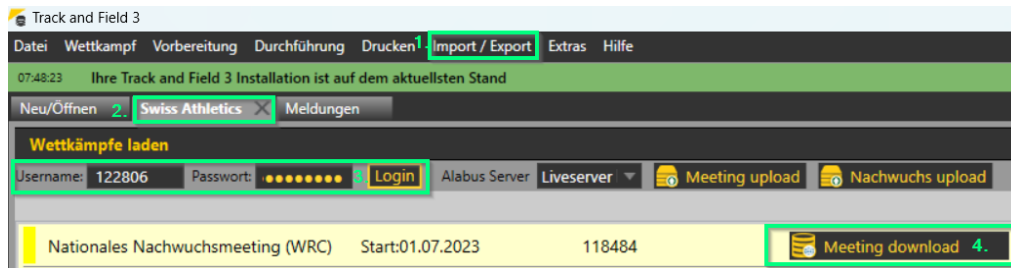 Track and Field 3
Datei Wettkampf Vorbereitung Durchführung Drucken 1. Import / Export Extras Hilfe
07:48:23 Ihre Track and Field 3 Installation ist auf dem aktuellsten Stand
Neu/Öffnen 2. Swiss Athletics Meldungen
Wettkämpfe laden
Username: 122806 Passwort: 3. Login Alabus Server Liveserver Meeting upload Nachwuchs upload
Nationales Nachwuchsmeeting (WRC) Start:01.07.2023 118484 Meeting download 4.